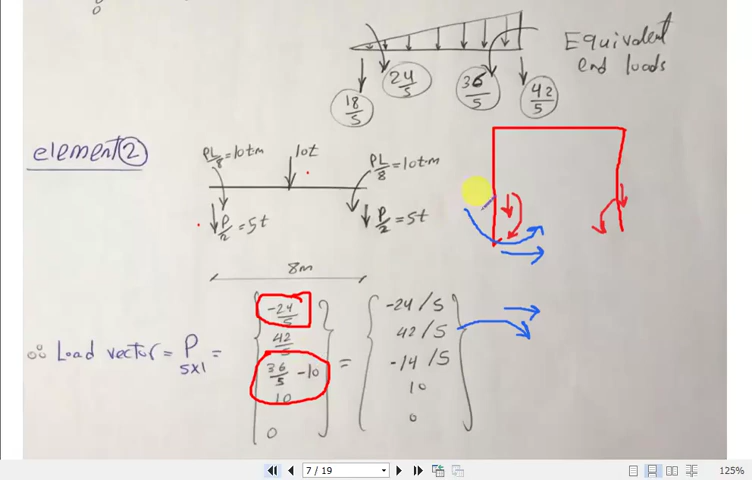 Equivalent
end loads
24/5
36/5
18/5
42/5
element②
PL/8=10t.m
10t
PL/8=10t.m
P/2=5t
P/2=5t
8m
∴ Load vector = P 5X1 =
-24/5
42/5
36/5 -10
10
0
=
-24/5
42/5
-14/5
10
0
7 / 19
125%